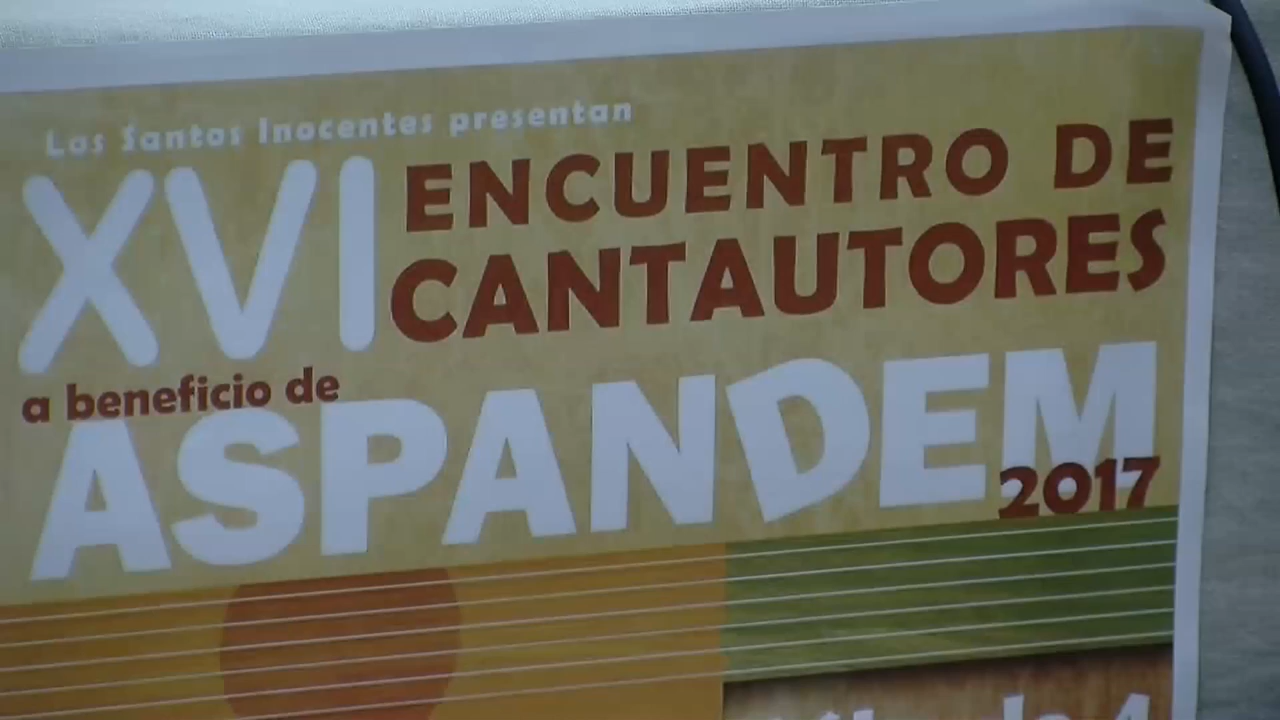 Los Santos Inocentes presentan
XVI ENCUENTRO DE
CANTAUTORES
a beneficio de
ASPANDEM
2017